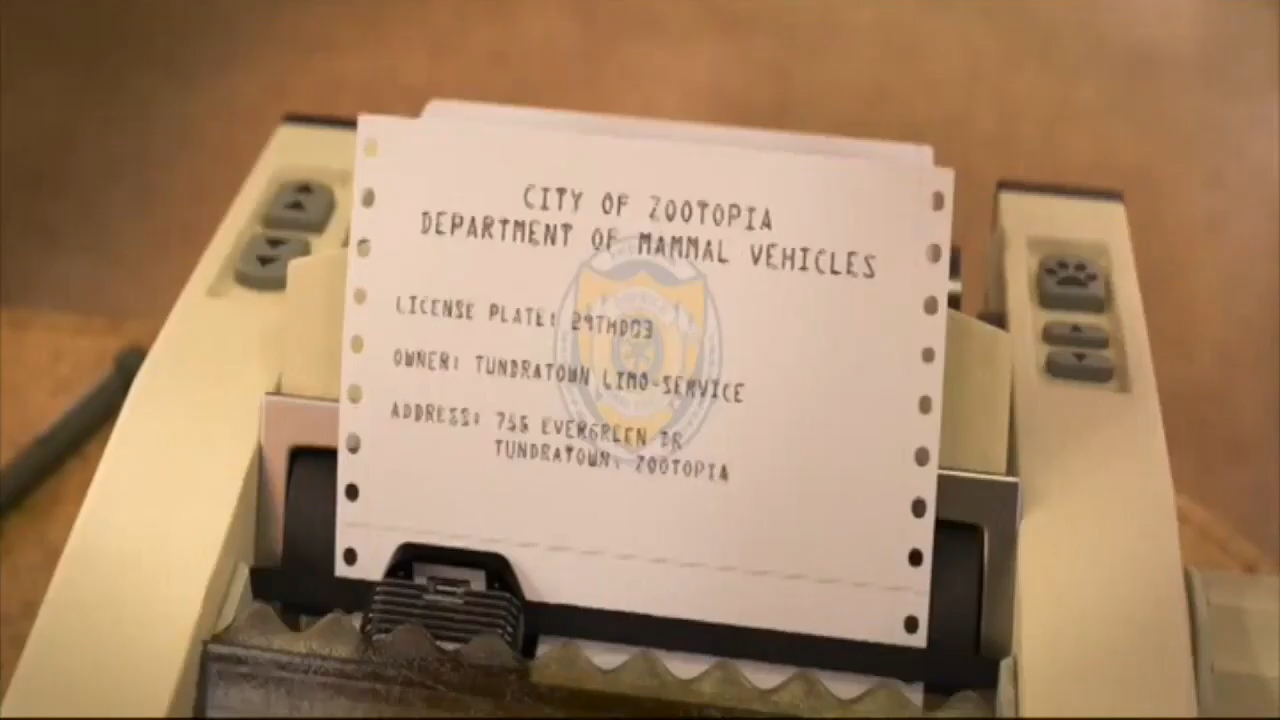 CITY OF ZOOTOPIA
DEPARTMENT OF MAMMAL VEHICLES
LICENSE PLATE: 29THD03
OWNER: TUNDRATOWN LIMO-SERVICE
ADDRESS: 755 EVERGREEN DR
TUNDRATOWN, ZOOTOPIA